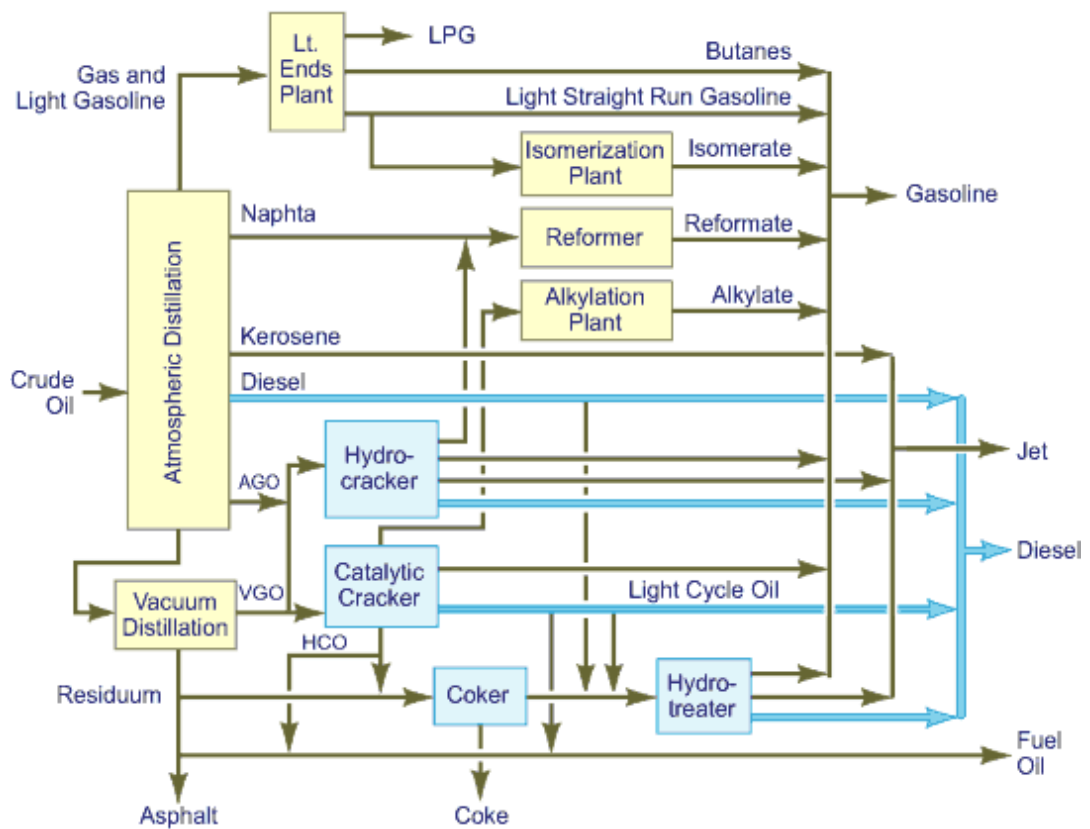 Lt.
Ends
Plant
LPG
Butanes
Gas and
Light Gasoline
Light Straight Run Gasoline
Isomerization
Plant
Isomerate
Gasoline
Naphta
Reformer
Reformate
Atmospheric Distillation
Alkylation
Plant
Alkylate
Kerosene
Crude
Oil
Diesel
Hydro-
cracker
Jet
AGO
Catalytic
Cracker
Diesel
VGO
Light Cycle Oil
Vacuum
Distillation
HCO
Residuum
Coker
Hydro-
treater
Fuel
Oil
Asphalt
Coke